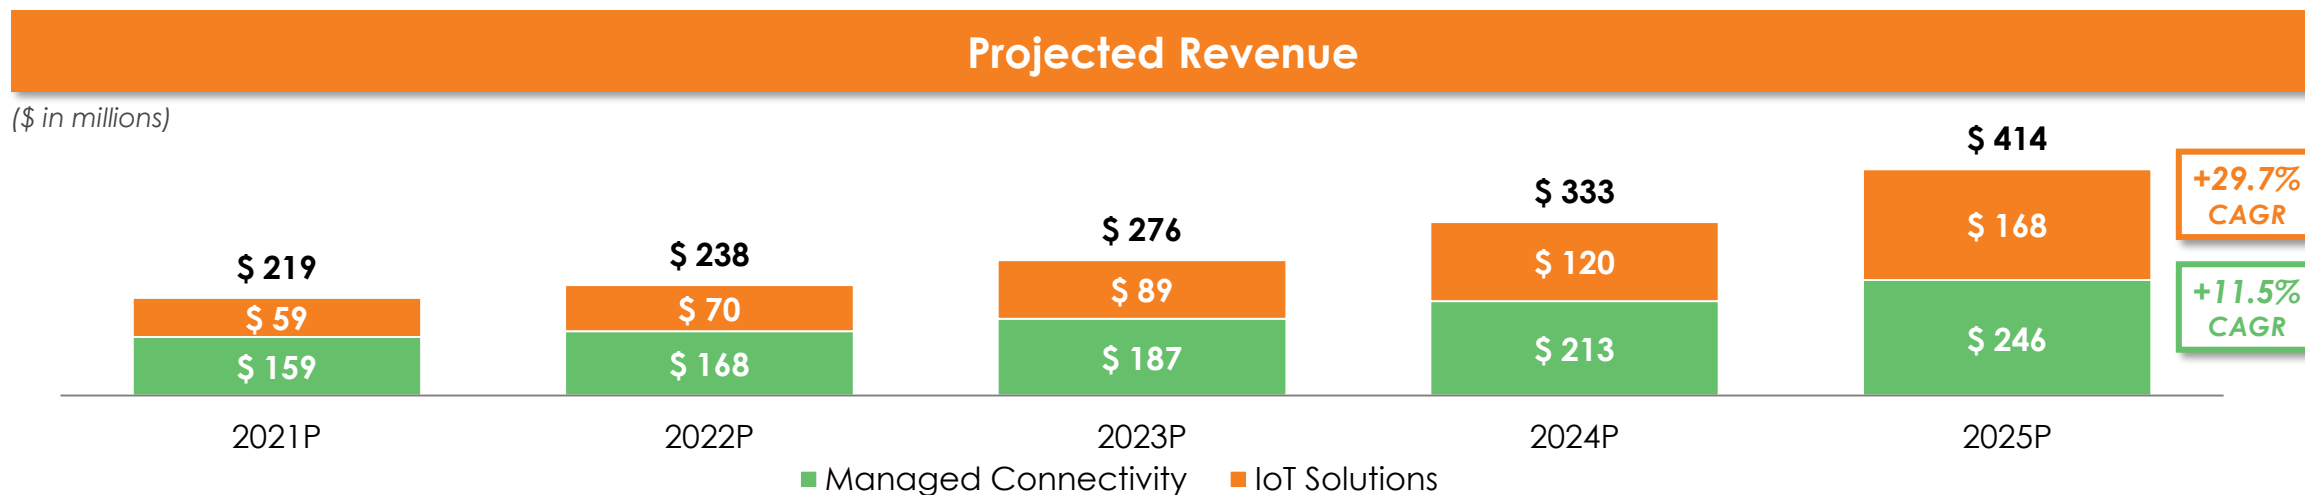 Projected Revenue
($ in millions)
$ 219
$ 238
$ 276
$ 333
$ 414
$ 59
$ 70
$ 89
$ 120
$ 168
$ 159
$ 168
$ 187
$ 213
$ 246
+29.7%
CAGR
+11.5%
CAGR
2021P
2022P
2023P
2024P
2025P
Managed Connectivity
IoT Solutions